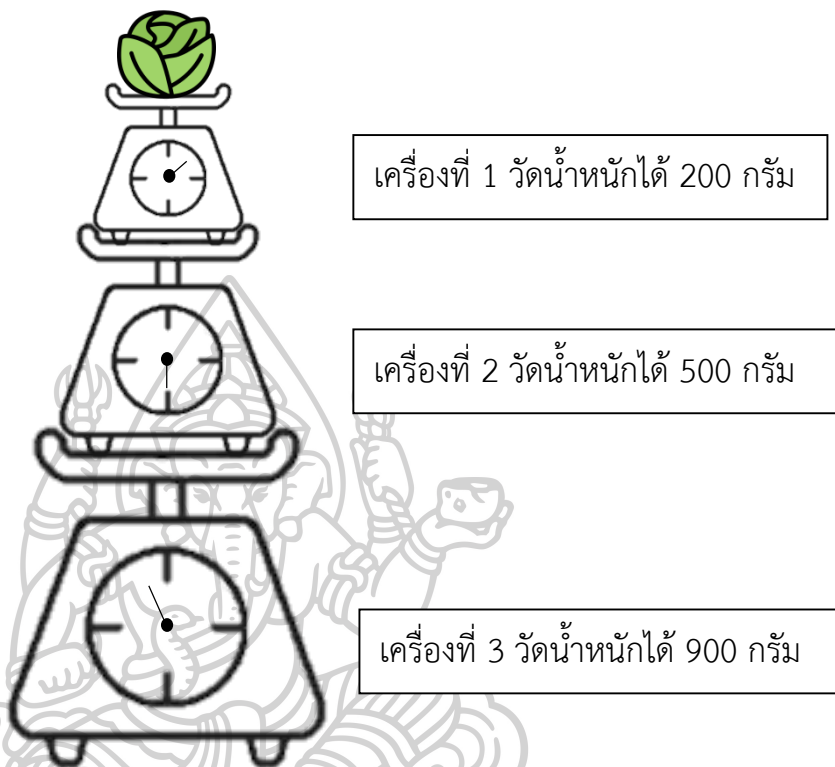 เครื่องที่ 1 วัดน้ำหนักได้ 200 กรัม
เครื่องที่ 2 วัดน้ำหนักได้ 500 กรัม
เครื่องที่ 3 วัดน้ำหนักได้ 900 กรัม